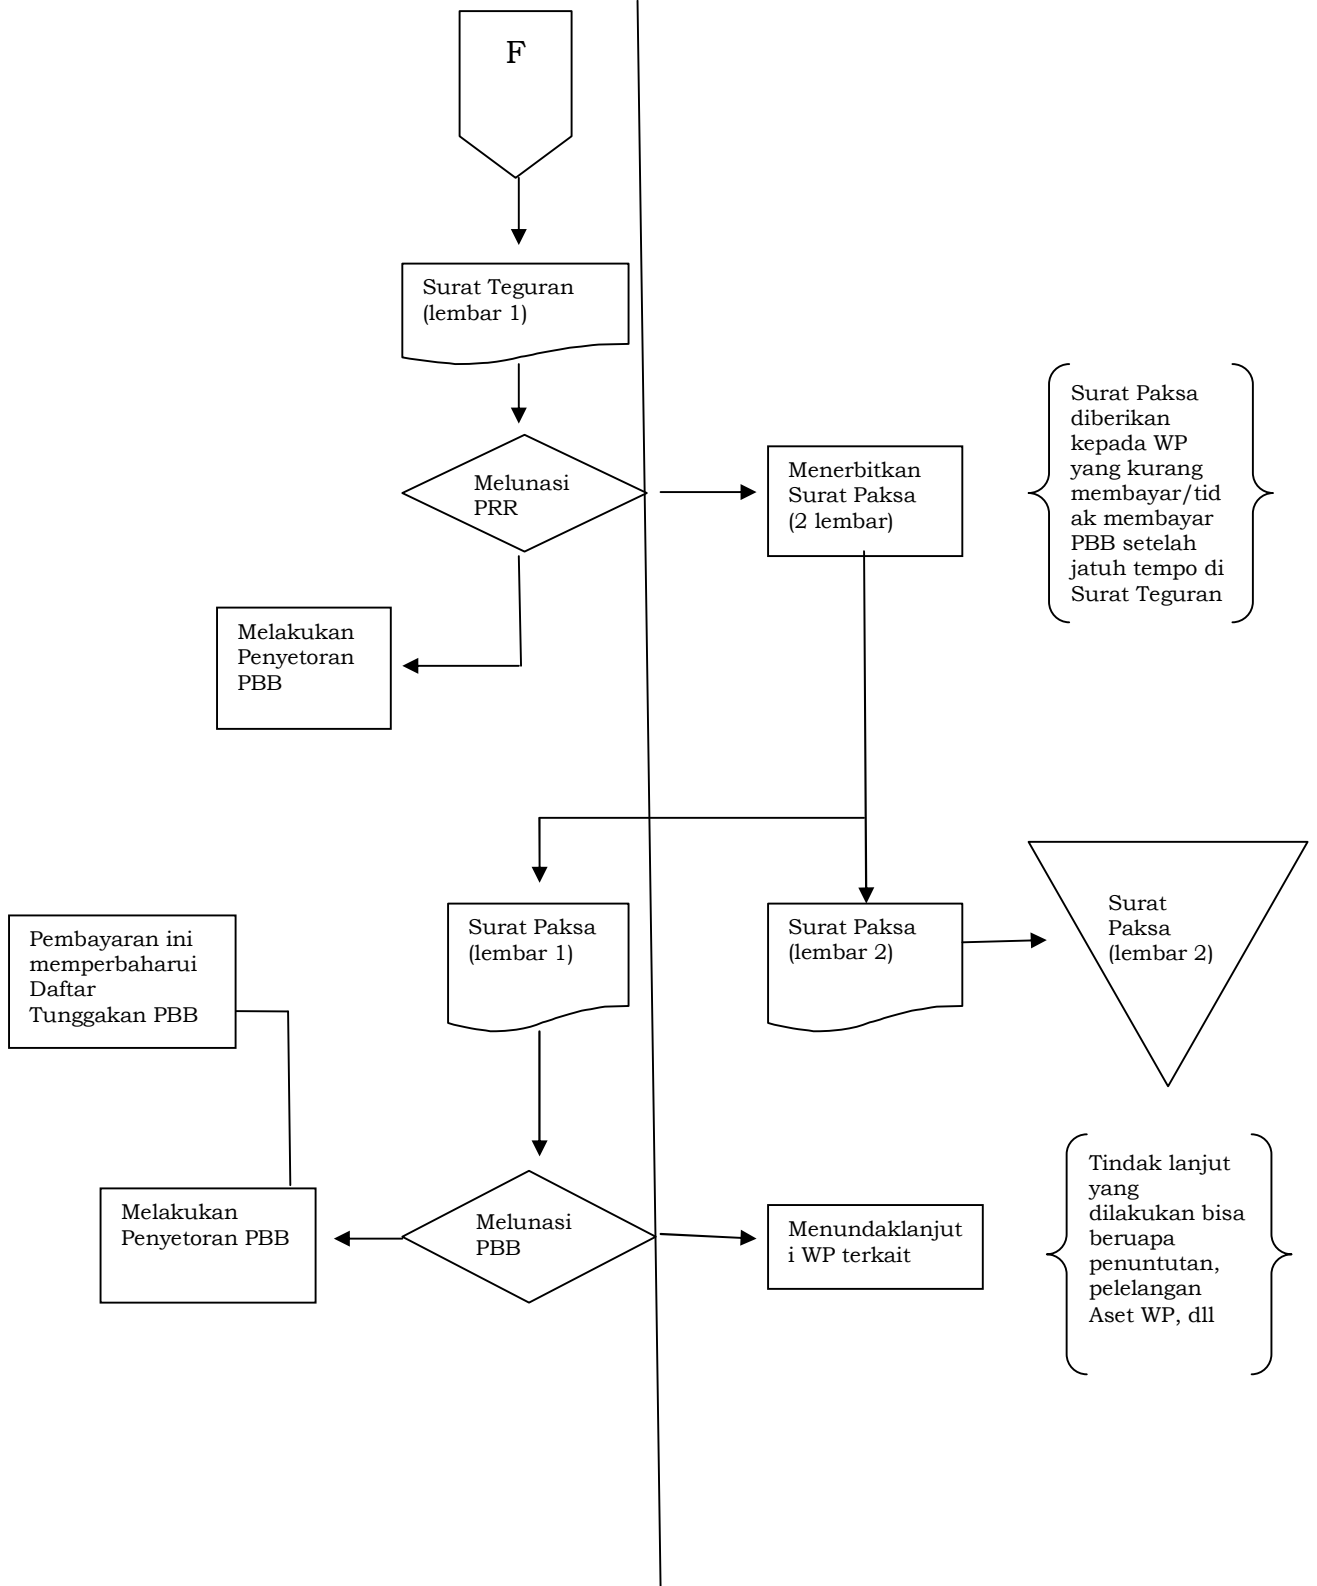 F
Surat Teguran
(lembar 1)
Melunasi
PRR
Menerbitkan
Surat Paksa
(2 lembar)
Surat Paksa
diberikan
kepada WP
yang kurang
membayar/tid
ak membayar
PBB setelah
jatuh tempo di
Surat Teguran
Melakukan
Penyetoran
PBB
Surat Paksa
(lembar 1)
Surat Paksa
(lembar 2)
Surat
Paksa
(lembar 2)
Pembayaran ini
memperbaharui
Daftar
Tunggakan PBB
Melakukan
Penyetoran PBB
Melunasi
PBB
Menundaklanjut
i WP terkait
Tindak lanjut
yang
dilakukan bisa
beruapa
penuntutan,
pelelangan
Aset WP, dll